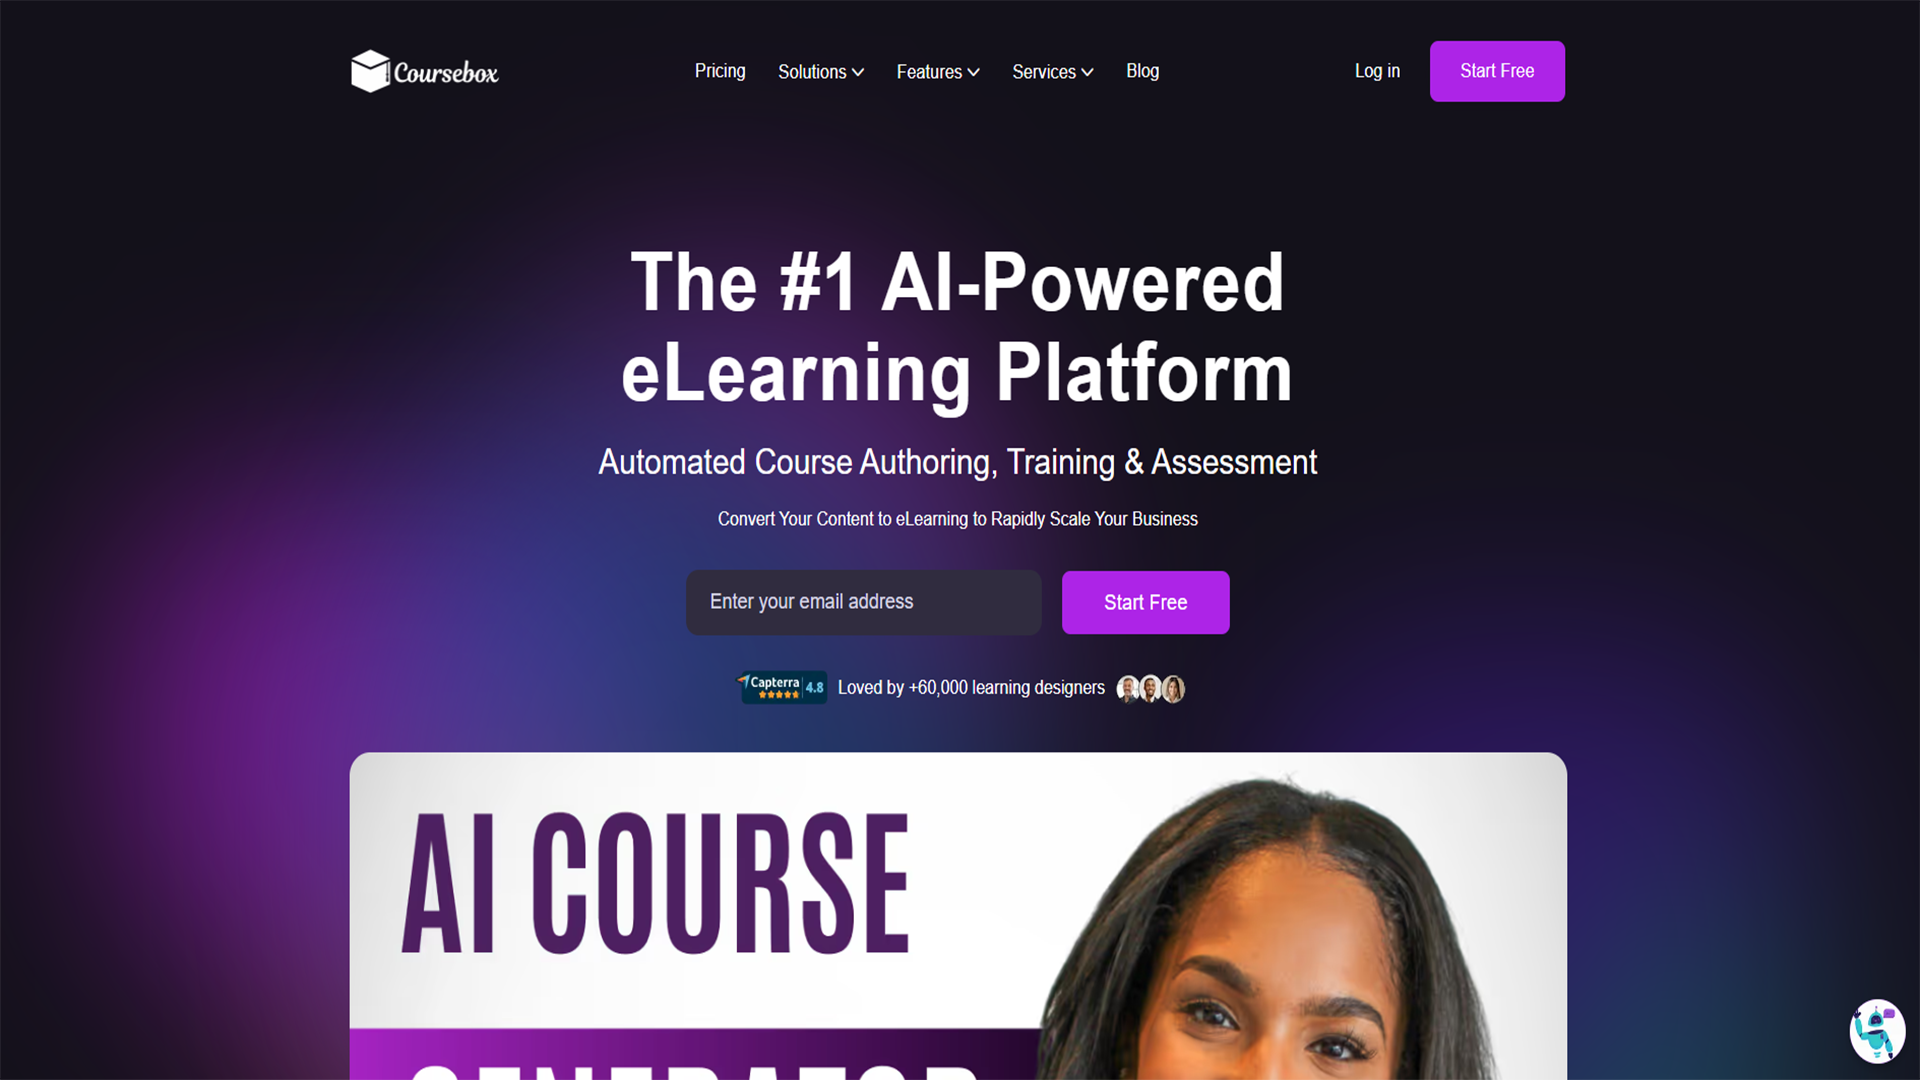 Coursebox
Pricing
Solutions
Features
Services
Blog
Log in
Start Free
The #1 AI-Powered
eLearning Platform
Automated Course Authoring, Training & Assessment
Convert Your Content to eLearning to Rapidly Scale Your Business
Enter your email address
Start Free
Capterra 4.8
Loved by +60,000 learning designers
AI COURSE
GENERATOR